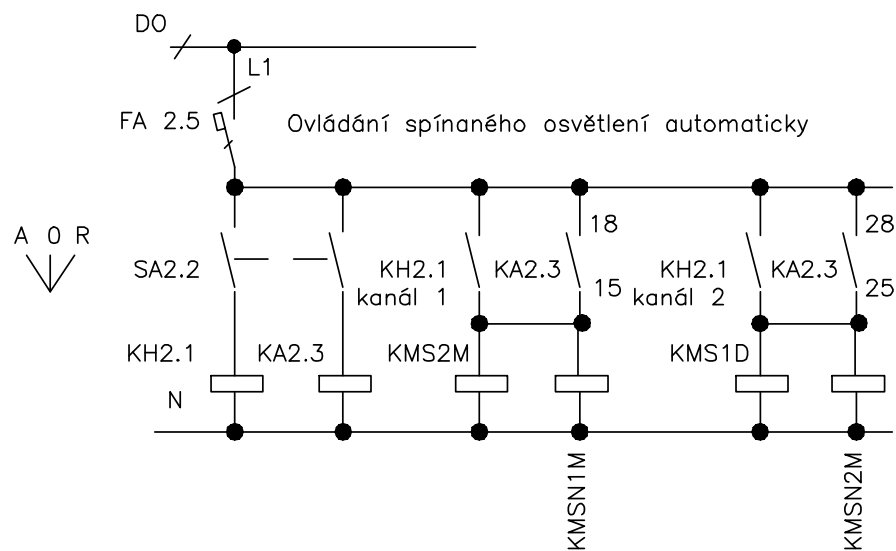 DO
L1
FA 2.5
Ovládání spínaného osvětlení automaticky
A O R
SA2.2
KH2.1
kanál 1
KA2.3
18
15
KH2.1
kanál 2
KA2.3
28
25
KH2.1
KA2.3
KMS2M
KMS1D
N
KMSN1M
KMSN2M